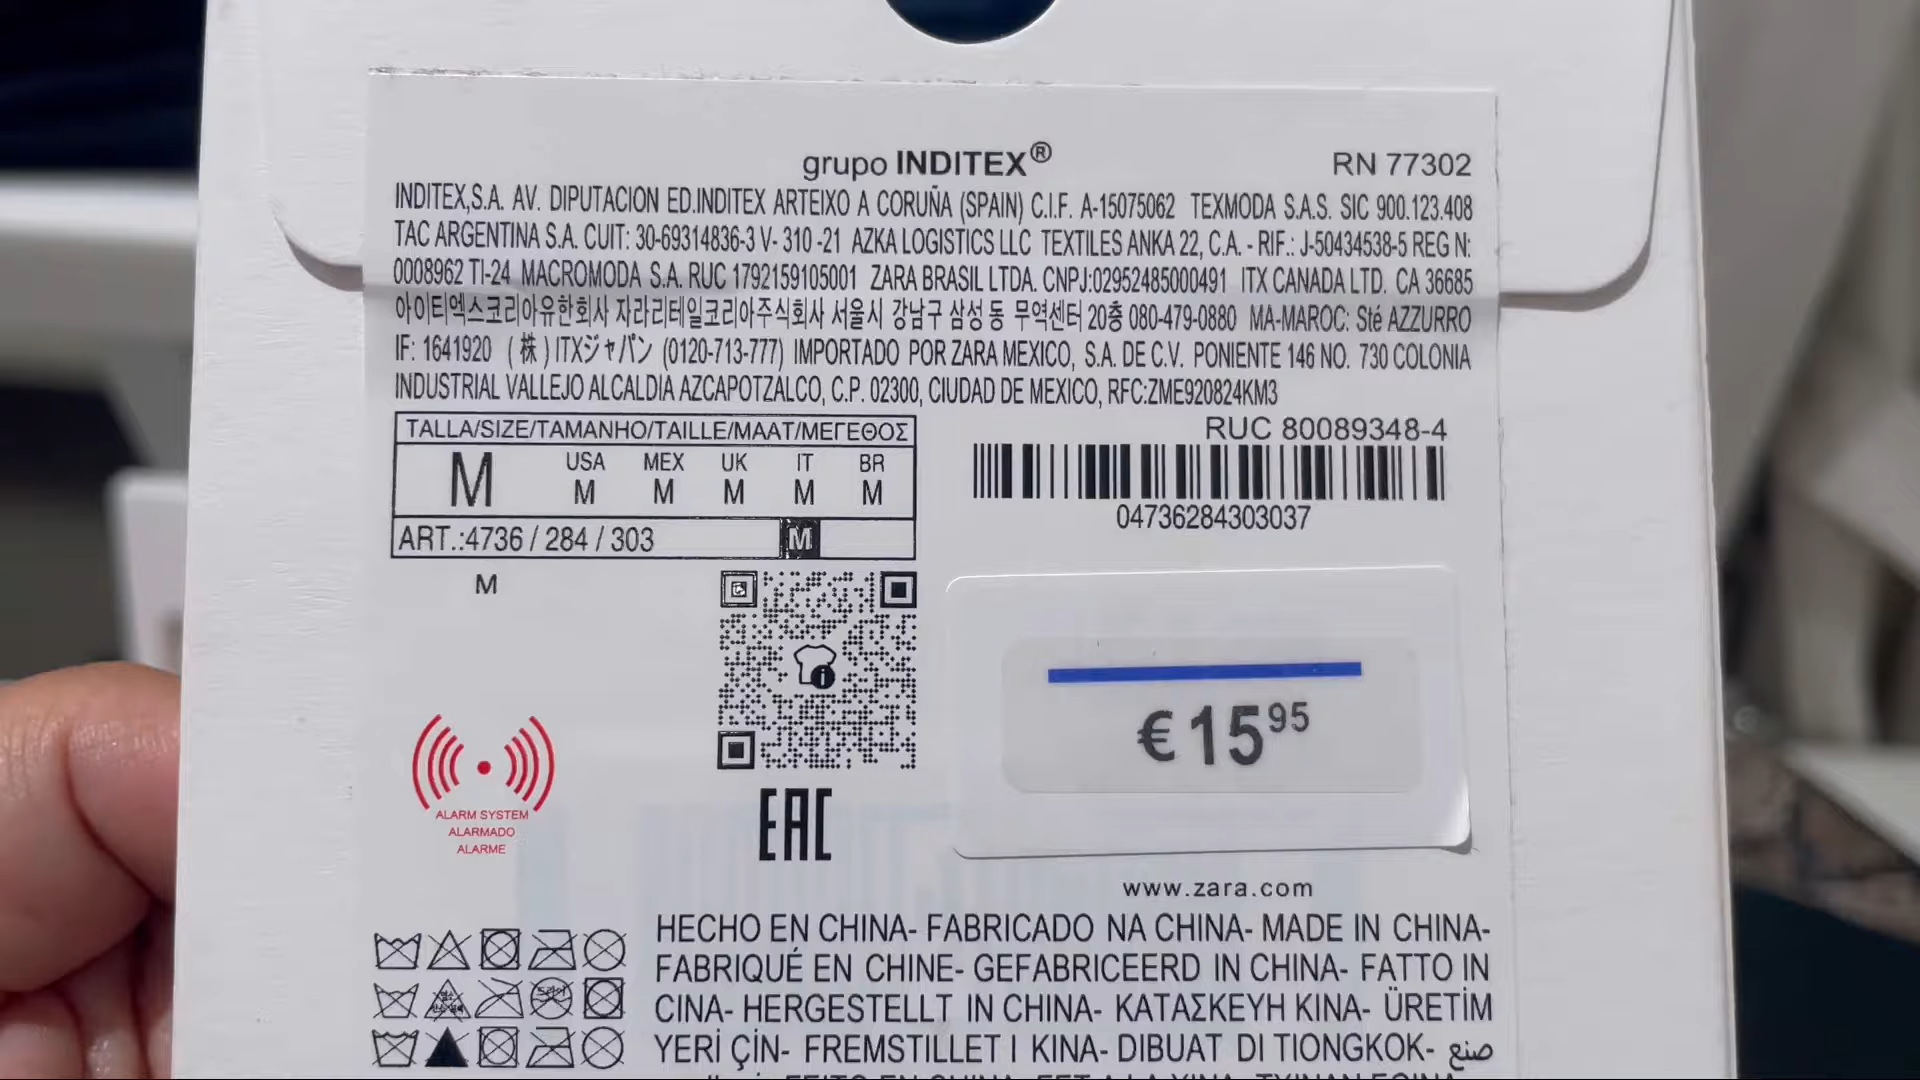 grupo INDITEX® RN 77302
INDITEX,S.A. AV. DIPUTACION ED.INDITEX ARTEIXO A CORUÑA (SPAIN) C.I.F. A-15075062 TEXMODA S.A.S. SIC 900.123.408
TAC ARGENTINA S.A. CUIT: 30-69314836-3 V- 310 -21 AZKA LOGISTICS LLC TEXTILES ANKA 22, C.A. - RIF.: J-50434538-5 REG N:
0008962 TI-24 MACROMODA S.A. RUC 1792159105001 ZARA BRASIL LTDA. CNPJ:02952485000491 ITX CANADA LTD. CA 36685
아이티엑스코리아유한회사 자라리테일코리아주식회사 서울시 강남구 삼성동 무역센터 20층 080-479-0880 MA-MAROC: Sté AZZURRO
IF: 1641920 (株) ITXジャパン (0120-713-777) IMPORTADO POR ZARA MEXICO, S.A. DE C.V. PONIENTE 146 NO. 730 COLONIA
INDUSTRIAL VALLEJO ALCALDIA AZCAPOTZALCO, C.P. 02300, CIUDAD DE MEXICO, RFC:ZME920824KM3
TALLA/SIZE/TAMANHO/TAILLE/MAAT/ΜΕΓΕΘΟΣ
M USA MEX UK IT BR
M M M M M
ART.:4736 / 284 / 303 M
M
RUC 80089348-4
04736284303037
€15⁹⁵
ALARM SYSTEM
ALARMADO
ALARME
EAC
www.zara.com
HECHO EN CHINA- FABRICADO NA CHINA- MADE IN CHINA-
FABRIQUÉ EN CHINE- GEFABRICEERD IN CHINA- FATTO IN
CINA- HERGESTELLT IN CHINA- ΚΑΤΑΣΚΕΥΗ ΚΙΝΑ- ÜRETİM
YERİ ÇİN- FREMSTILLET I KINA- DIBUAT DI TIONGKOK- صنع